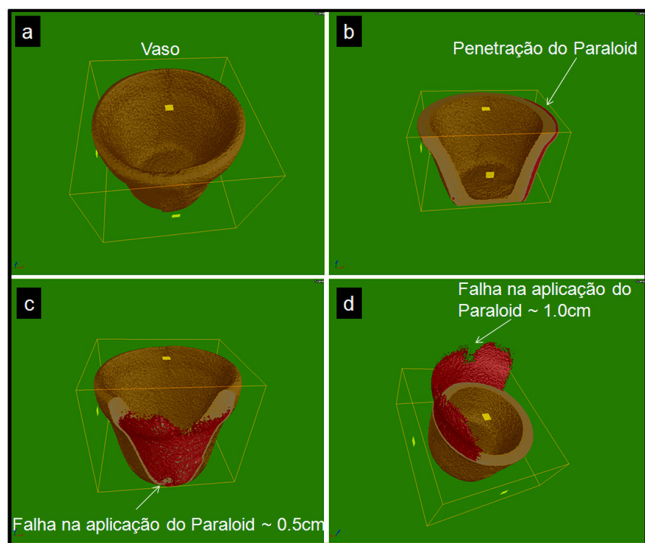 a
Vaso
b
Penetração do Paraloid
c
Falha na aplicação do Paraloid ~ 0.5cm
d
Falha na aplicação do
Paraloid ~ 1.0cm